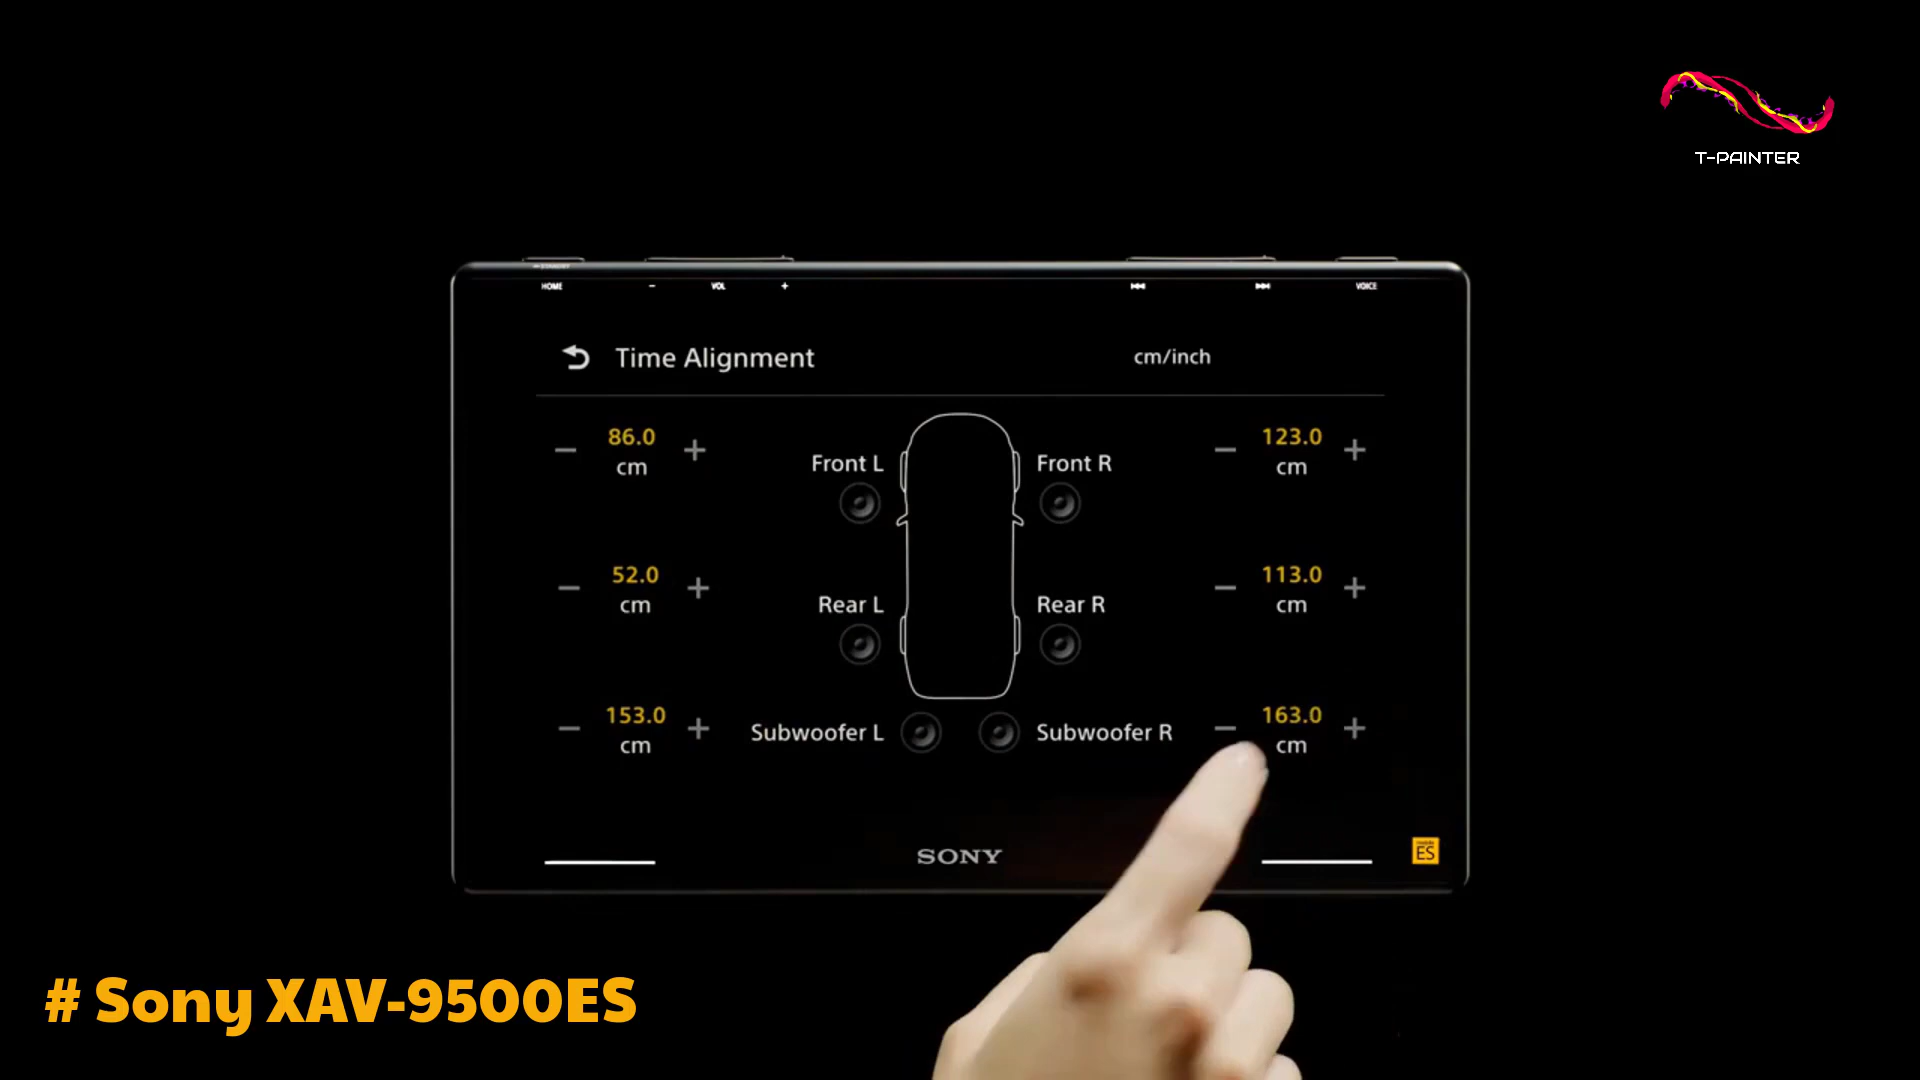 T-PAINTER
HOME - VOL + VOICE
Time Alignment cm/inch
- 86.0 cm +
Front L
Front R
- 123.0 cm +
- 52.0 cm +
Rear L
Rear R
- 113.0 cm +
- 153.0 cm +
Subwoofer L
Subwoofer R
- 163.0 cm +
SONY
ES
# Sony XAV-9500ES